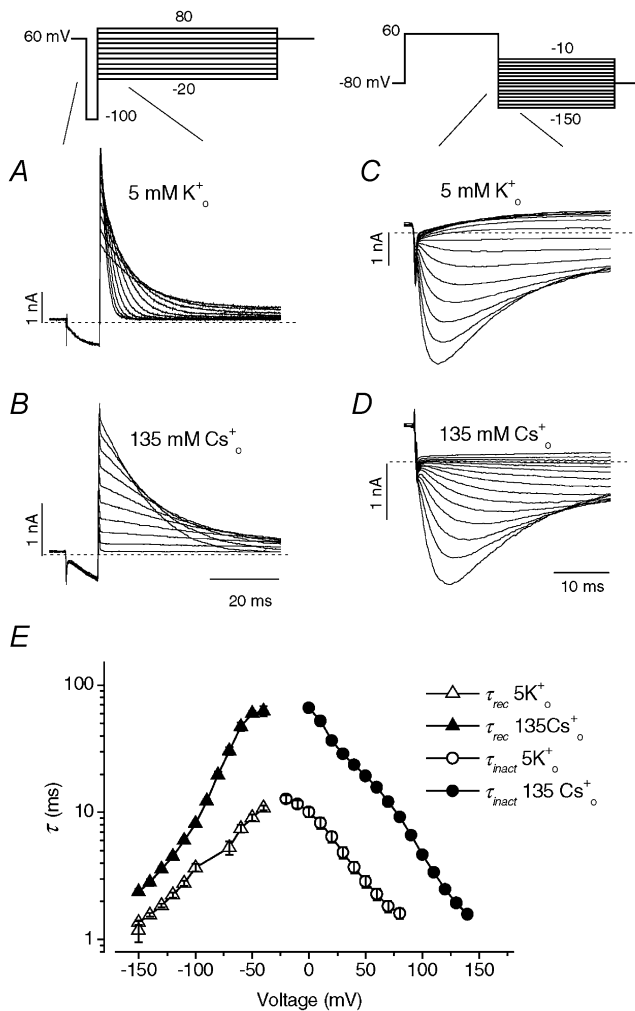 80
60 mV
-20
-100
60
-10
-80 mV
-150
A
5 mM K+o
1 nA
C
5 mM K+o
1 nA
B
135 mM Cs+o
1 nA
20 ms
D
135 mM Cs+o
1 nA
10 ms
E
100
10
1
τ (ms)
-150 -100 -50 0 50 100 150
Voltage (mV)
τrec 5K+o
τrec 135Cs+o
τinact 5K+o
τinact 135 Cs+o